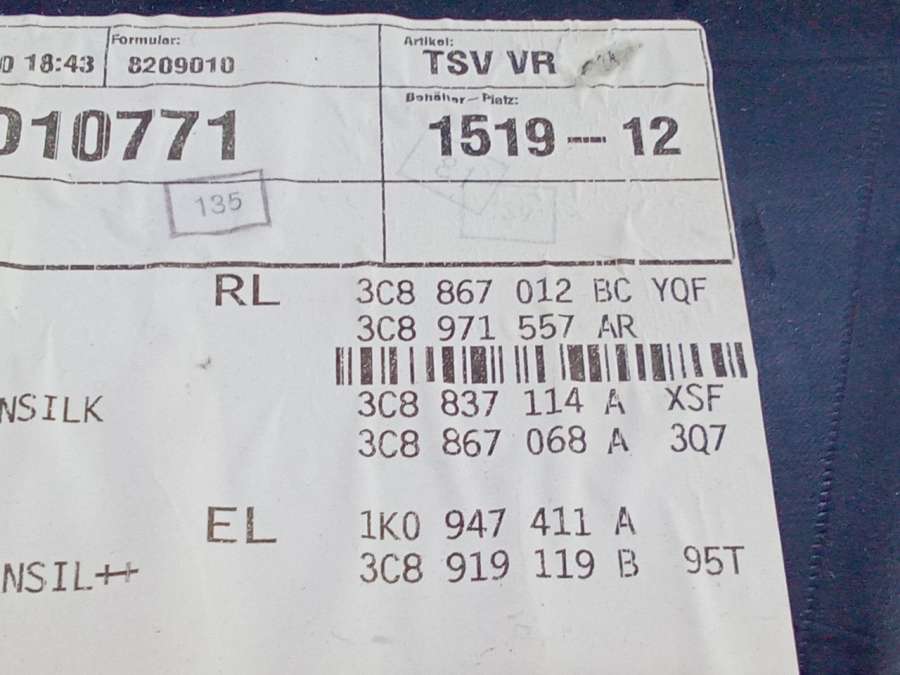 Formular:
Artikel:
0 18:43 8209010 TSV VR
Behälter-Platz:
010771 1519-12
135
RL 3C8 867 012 BC YQF
3C8 971 557 AR
NSILK 3C8 837 114 A XSF
3C8 867 068 A 3Q7
EL 1K0 947 411 A
NSIL++ 3C8 919 119 B 95T